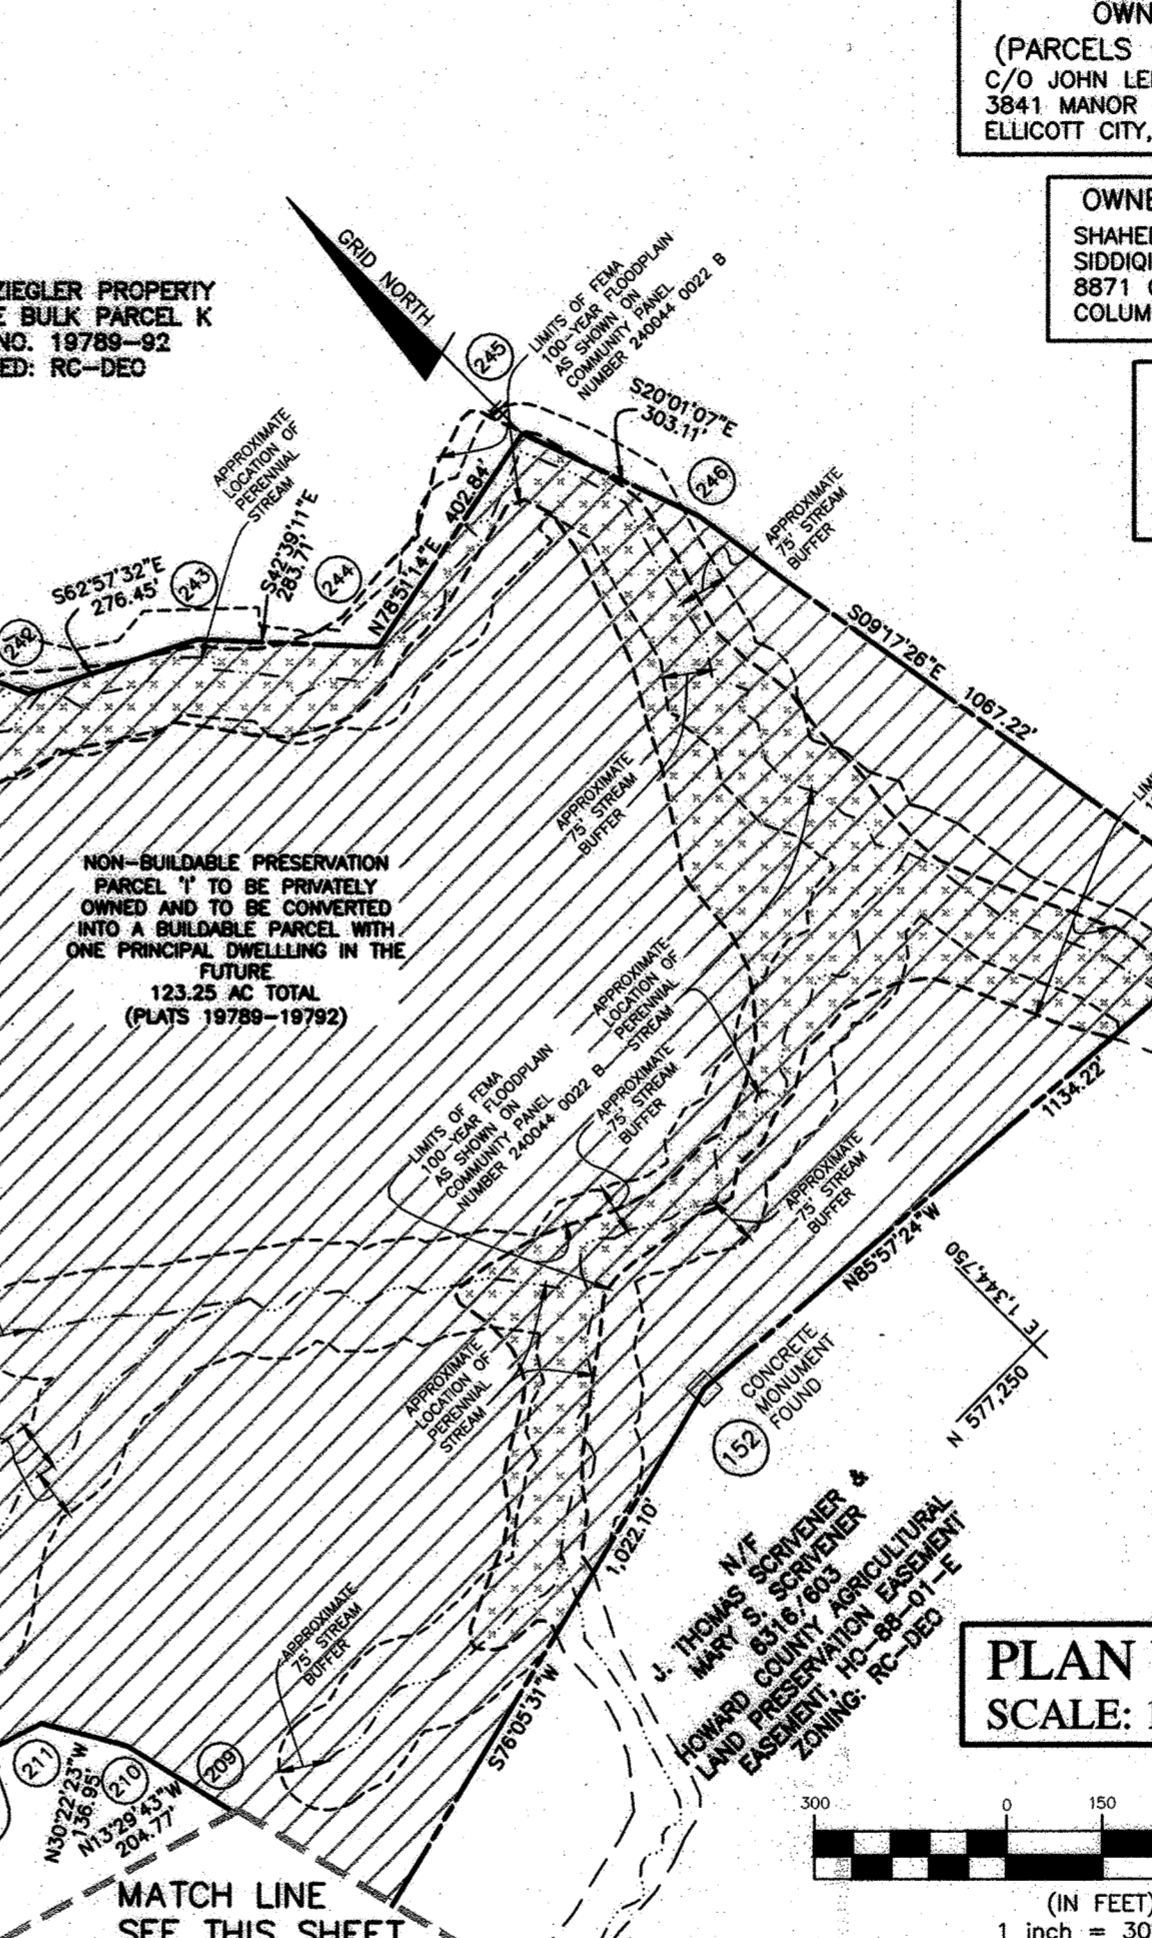 OWN
(PARCELS
C/O JOHN LE
3841 MANOR
ELLICOTT CITY,
OWNE
SHAHE
SIDDIQI
8871
COLUM
ZIEGLER PROPERTY
E BULK PARCEL K
NO. 19789-92
ED: RC-DEO
GRID NORTH
245
LIMITS OF FEMA
100-YEAR FLOODPLAIN
AS SHOWN ON
COMMUNITY PANEL
NUMBER 240044 0022 B
S20°01'07"E
303.11'
246
APPROXIMATE
LOCATION OF
PERENNIAL
STREAM
S62°57'32"E
276.45'
242
243
S42°39'11"E
283.71'
244
N78°51'14"E 402.84'
APPROXIMATE
75' STREAM
BUFFER
S09°17'26"E 1067.22'
APPROXIMATE
75' STREAM
BUFFER
LIMI
NON-BUILDABLE PRESERVATION
PARCEL 'I' TO BE PRIVATELY
OWNED AND TO BE CONVERTED
INTO A BUILDABLE PARCEL WITH
ONE PRINCIPAL DWELLLING IN THE
FUTURE
123.25 AC TOTAL
(PLATS 19789-19792)
APPROXIMATE
LOCATION OF
PERENNIAL
STREAM
LIMITS OF FEMA
100-YEAR FLOODPLAIN
AS SHOWN ON
COMMUNITY PANEL
NUMBER 240044 0022 B
APPROXIMATE
75' STREAM
BUFFER
APPROXIMATE
75' STREAM
BUFFER
1134.22'
N85°57'24"W
E 1,344,750
N 577,250
APPROXIMATE
LOCATION OF
PERENNIAL
STREAM
CONCRETE
MONUMENT
FOUND
152
1,022.10'
S76°05'31"W
N/F
J. THOMAS SCRIVENER &
MARY S. SCRIVENER
6316/603
HOWARD COUNTY AGRICULTURAL
LAND PRESERVATION EASEMENT
EASEMENT, HO-88-01-E
ZONING: RC-DEO
APPROXIMATE
75' STREAM
BUFFER
211
N30°22'23"W
136.95'
210
N13°29'43"W
204.77'
209
MATCH LINE
SEE THIS SHEET
PLAN
SCALE: 1
300 0 150
(IN FEET)
1 inch = 30